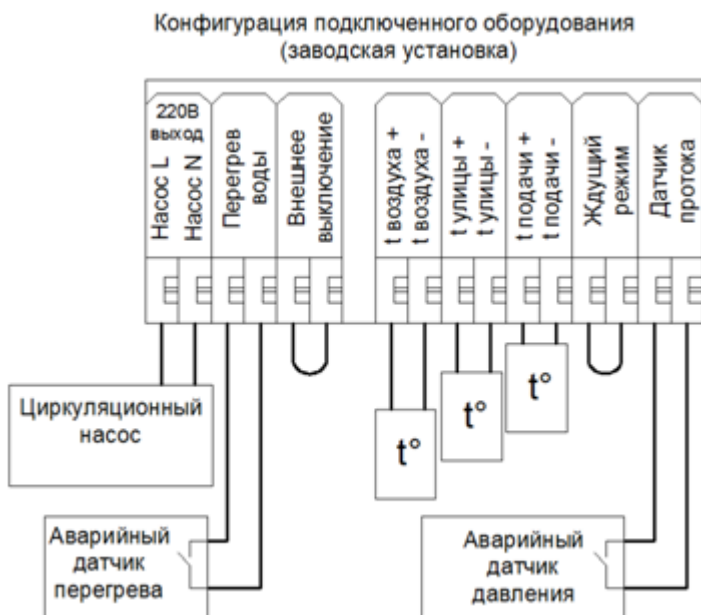 Конфигурация подключенного оборудования
(заводская установка)
220В
выход
Насос L
Насос N
Перегрев
воды
Внешнее
выключение
t воздуха +
t воздуха -
t улицы +
t улицы -
t подачи +
t подачи -
Ждущий
режим
Датчик
протока
Циркуляционный
насос
t°
t°
t°
Аварийный
датчик
перегрева
Аварийный
датчик
давления